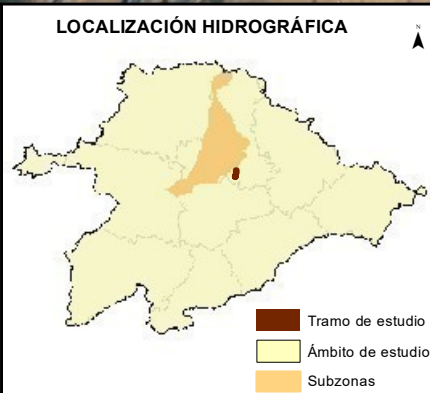 LOCALIZACIÓN HIDROGRÁFICA
N
Tramo de estudio
Ámbito de estudio
Subzonas